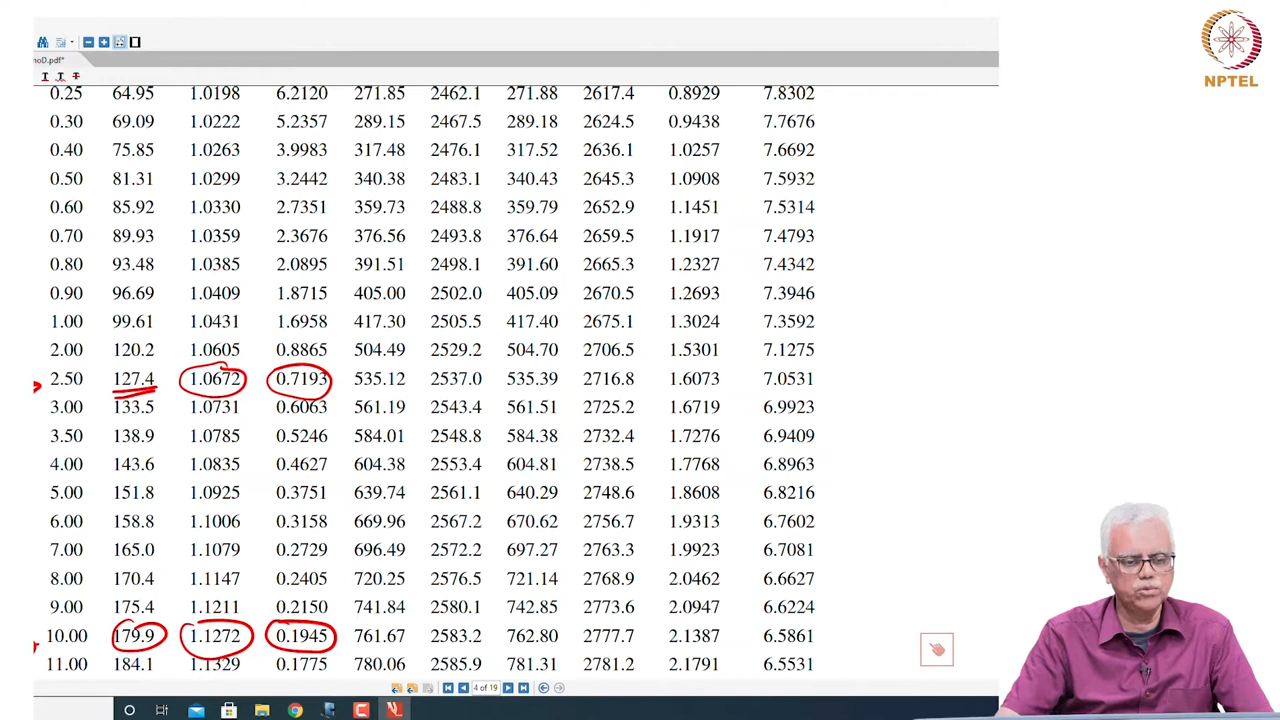 NPTEL
moD.pdf*
T T T
0.25 64.95 1.0198 6.2120 271.85 2462.1 271.88 2617.4 0.8929 7.8302
0.30 69.09 1.0222 5.2357 289.15 2467.5 289.18 2624.5 0.9438 7.7676
0.40 75.85 1.0263 3.9983 317.48 2476.1 317.52 2636.1 1.0257 7.6692
0.50 81.31 1.0299 3.2442 340.38 2483.1 340.43 2645.3 1.0908 7.5932
0.60 85.92 1.0330 2.7351 359.73 2488.8 359.79 2652.9 1.1451 7.5314
0.70 89.93 1.0359 2.3676 376.56 2493.8 376.64 2659.5 1.1917 7.4793
0.80 93.48 1.0385 2.0895 391.51 2498.1 391.60 2665.3 1.2327 7.4342
0.90 96.69 1.0409 1.8715 405.00 2502.0 405.09 2670.5 1.2693 7.3946
1.00 99.61 1.0431 1.6958 417.30 2505.5 417.40 2675.1 1.3024 7.3592
2.00 120.2 1.0605 0.8865 504.49 2529.2 504.70 2706.5 1.5301 7.1275
2.50 127.4 1.0672 0.7193 535.12 2537.0 535.39 2716.8 1.6073 7.0531
3.00 133.5 1.0731 0.6063 561.19 2543.4 561.51 2725.2 1.6719 6.9923
3.50 138.9 1.0785 0.5246 584.01 2548.8 584.38 2732.4 1.7276 6.9409
4.00 143.6 1.0835 0.4627 604.38 2553.4 604.81 2738.5 1.7768 6.8963
5.00 151.8 1.0925 0.3751 639.74 2561.1 640.29 2748.6 1.8608 6.8216
6.00 158.8 1.1006 0.3158 669.96 2567.2 670.62 2756.7 1.9313 6.7602
7.00 165.0 1.1079 0.2729 696.49 2572.2 697.27 2763.3 1.9923 6.7081
8.00 170.4 1.1147 0.2405 720.25 2576.5 721.14 2768.9 2.0462 6.6627
9.00 175.4 1.1211 0.2150 741.84 2580.1 742.85 2773.6 2.0947 6.6224
10.00 179.9 1.1272 0.1945 761.67 2583.2 762.80 2777.7 2.1387 6.5861
11.00 184.1 1.1329 0.1775 780.06 2585.9 781.31 2781.2 2.1791 6.5531
4 of 19